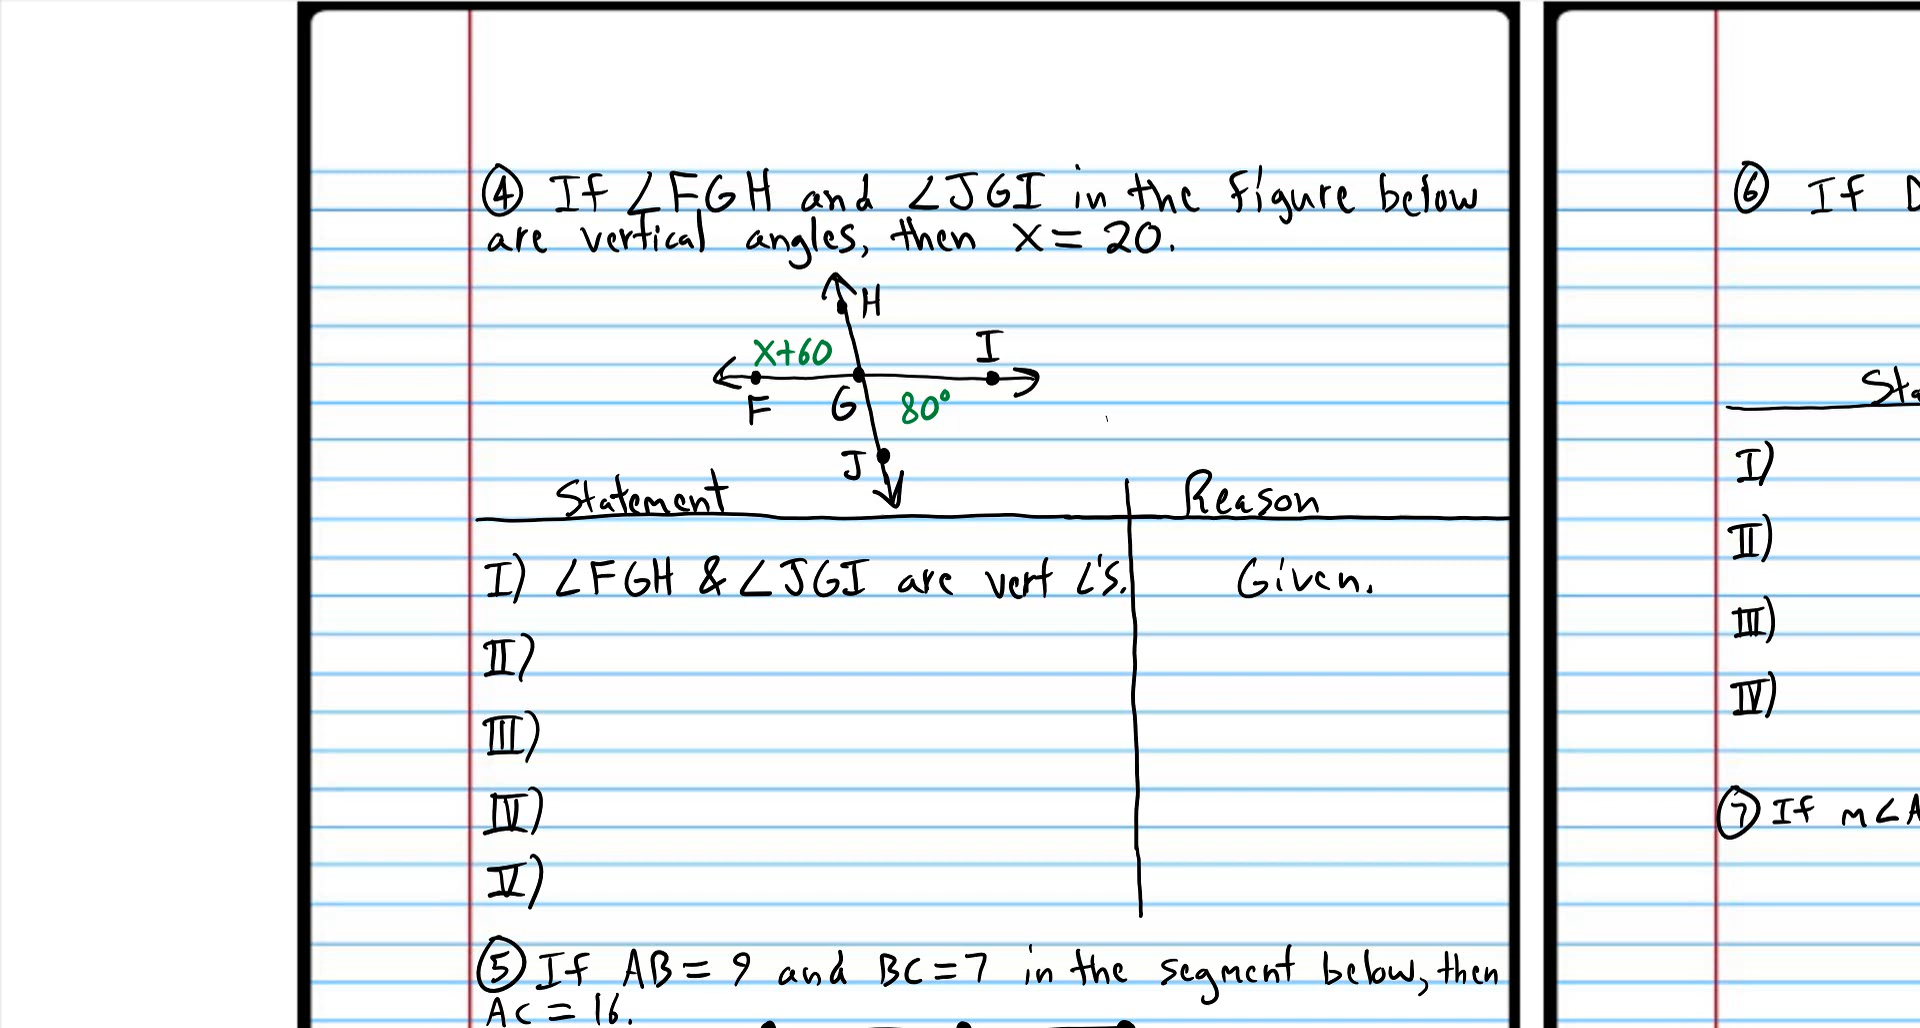 ④ If ∠FGH and ∠JGI in the figure below
are vertical angles, then x = 20.
H
x+60
I
F
G
80°
J
Statement
Reason
I) ∠FGH & ∠JGI are vert ∠'s.
Given.
II)
III)
IV)
V)
⑤ If AB = 9 and BC = 7 in the segment below, then
AC = 16.
⑥ If
Sta
I)
II)
III)
IV)
⑦ If m∠A